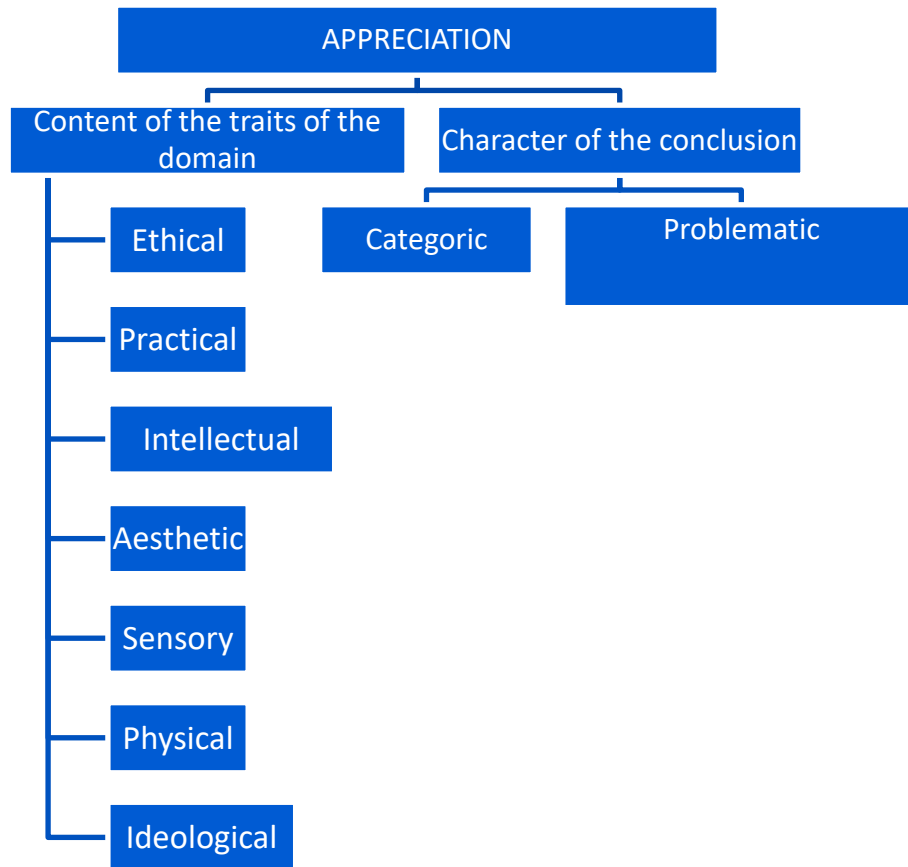 APPRECIATION
Content of the traits of the
domain
Character of the conclusion
Ethical
Categoric
Problematic
Practical
Intellectual
Aesthetic
Sensory
Physical
Ideological